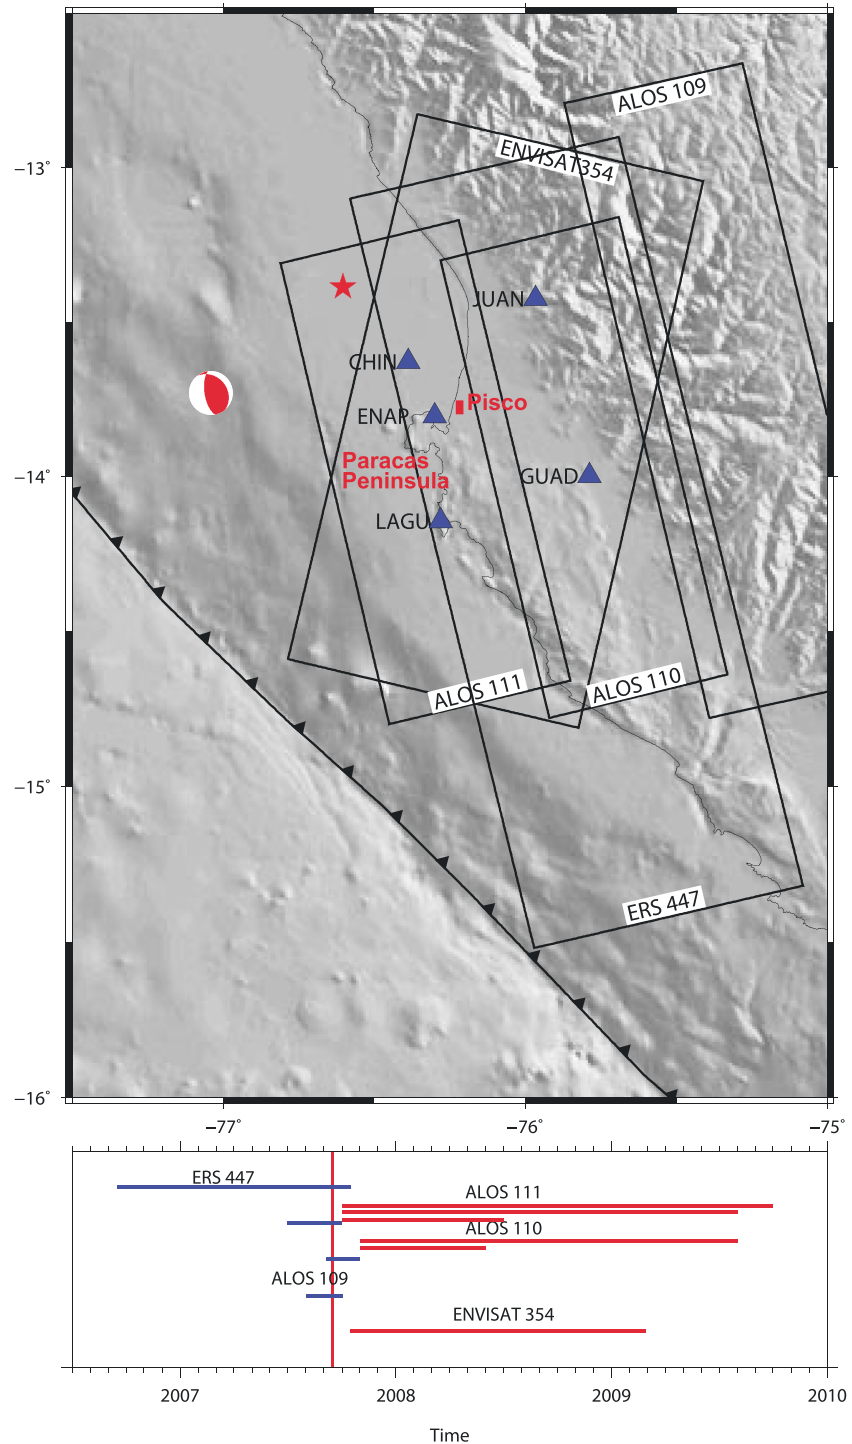 ALOS 109
ENVISAT354
−13°
JUAN
CHIN
Pisco
ENAP
Paracas
Peninsula
−14°
GUAD
LAGU
ALOS 111
ALOS 110
−15°
ERS 447
−16°
−77° −76° −75°
ERS 447
ALOS 111
ALOS 110
ALOS 109
ENVISAT 354
2007 2008 2009 2010
Time